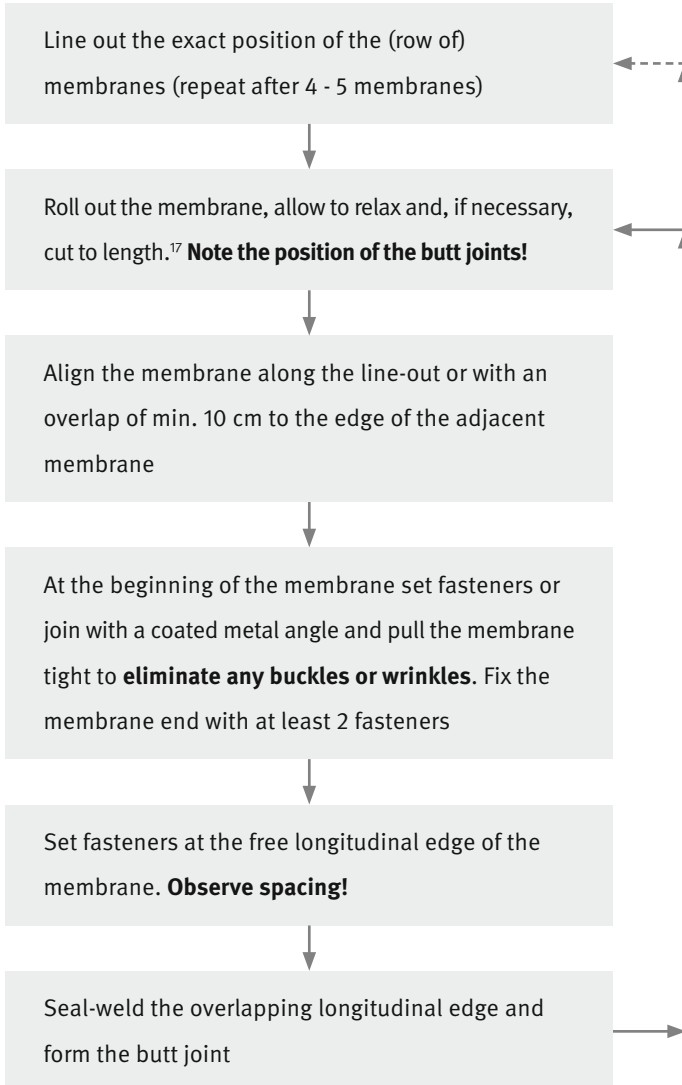 Line out the exact position of the (row of)
membranes (repeat after 4 - 5 membranes)
Roll out the membrane, allow to relax and, if necessary,
cut to length.17 Note the position of the butt joints!
Align the membrane along the line-out or with an
overlap of min. 10 cm to the edge of the adjacent
membrane
At the beginning of the membrane set fasteners or
join with a coated metal angle and pull the membrane
tight to eliminate any buckles or wrinkles. Fix the
membrane end with at least 2 fasteners
Set fasteners at the free longitudinal edge of the
membrane. Observe spacing!
Seal-weld the overlapping longitudinal edge and
form the butt joint